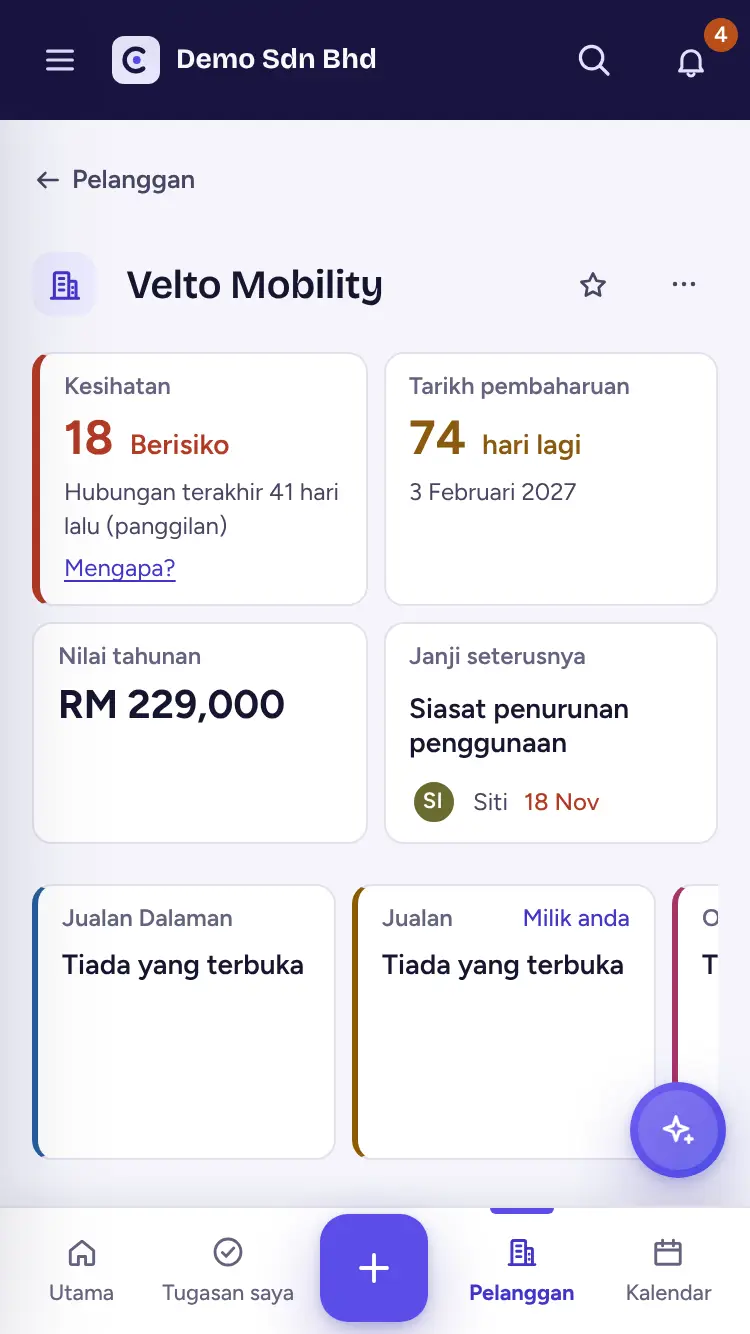 Demo Sdn Bhd
4
Pelanggan
Velto Mobility
Kesihatan
18 Berisiko
Hubungan terakhir 41 hari
lalu (panggilan)
Mengapa?
Tarikh pembaharuan
74 hari lagi
3 Februari 2027
Nilai tahunan
RM 229,000
Janji seterusnya
Siasat penurunan
penggunaan
SI Siti 18 Nov
Jualan Dalaman
Tiada yang terbuka
Jualan Milik anda
Tiada yang terbuka
Utama
Tugasan saya
Pelanggan
Kalendar